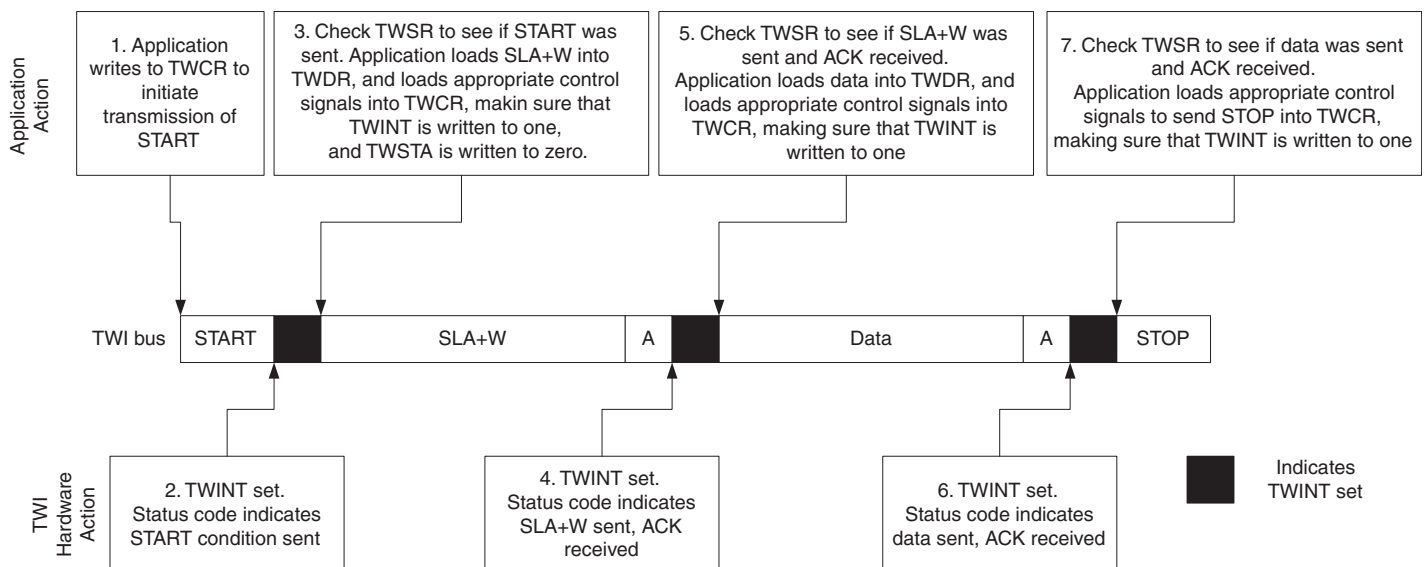 Application
Action
1. Application
writes to TWCR to
initiate
transmission of
START
3. Check TWSR to see if START was
sent. Application loads SLA+W into
TWDR, and loads appropriate control
signals into TWCR, makin sure that
TWINT is written to one,
and TWSTA is written to zero.
5. Check TWSR to see if SLA+W was
sent and ACK received.
Application loads data into TWDR, and
loads appropriate control signals into
TWCR, making sure that TWINT is
written to one
7. Check TWSR to see if data was sent
and ACK received.
Application loads appropriate control
signals to send STOP into TWCR,
making sure that TWINT is written to one
TWI bus
START
SLA+W
A
Data
A
STOP
TWI
Hardware
Action
2. TWINT set.
Status code indicates
START condition sent
4. TWINT set.
Status code indicates
SLA+W sent, ACK
received
6. TWINT set.
Status code indicates
data sent, ACK received
Indicates
TWINT set